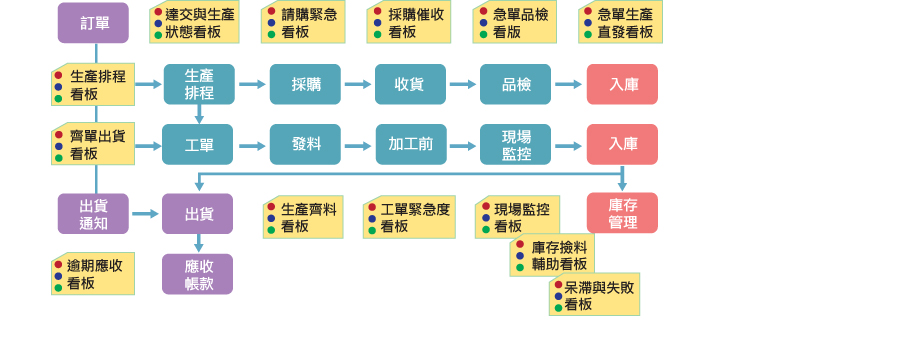 訂單
達交與生產
狀態看板
請購緊急
看板
採購催收
看板
急單品檢
看版
急單生產
直發看板
生產排程
看板
生產
排程
採購
收貨
品檢
入庫
齊單出貨
看板
工單
發料
加工前
現場
監控
入庫
出貨
通知
出貨
生產齊料
看板
工單緊急度
看板
現場監控
看板
庫存
管理
庫存撿料
輔助看板
逾期應收
看板
應收
帳款
呆滯與失敗
看板